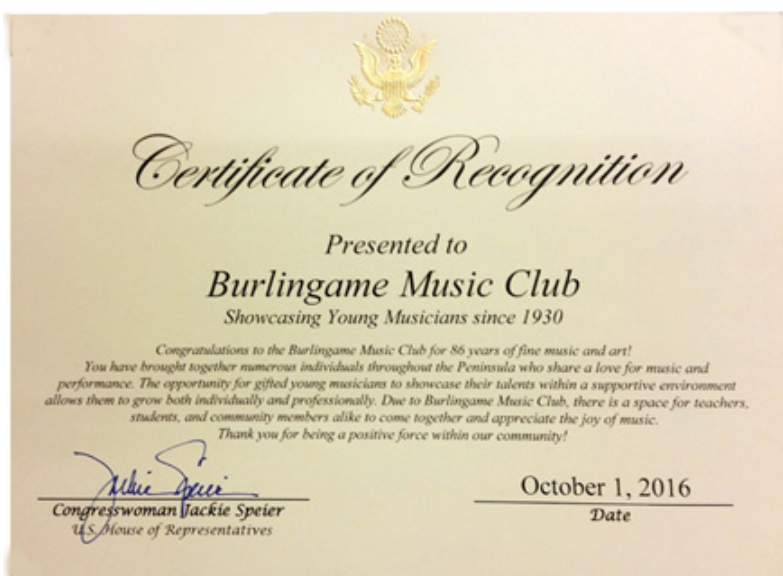 Certificate of Recognition
Presented to
Burlingame Music Club
Showcasing Young Musicians since 1930
Congratulations to the Burlingame Music Club for 86 years of fine music and art!
You have brought together numerous individuals throughout the Peninsula who share a love for music and
performance. The opportunity for gifted young musicians to showcase their talents within a supportive environment
allows them to grow both individually and professionally. Due to Burlingame Music Club, there is a space for teachers,
students, and community members alike to come together and appreciate the joy of music.
Thank you for being a positive force within our community!
Jackie Speier
October 1, 2016
Congresswoman Jackie Speier
Date
U.S. House of Representatives